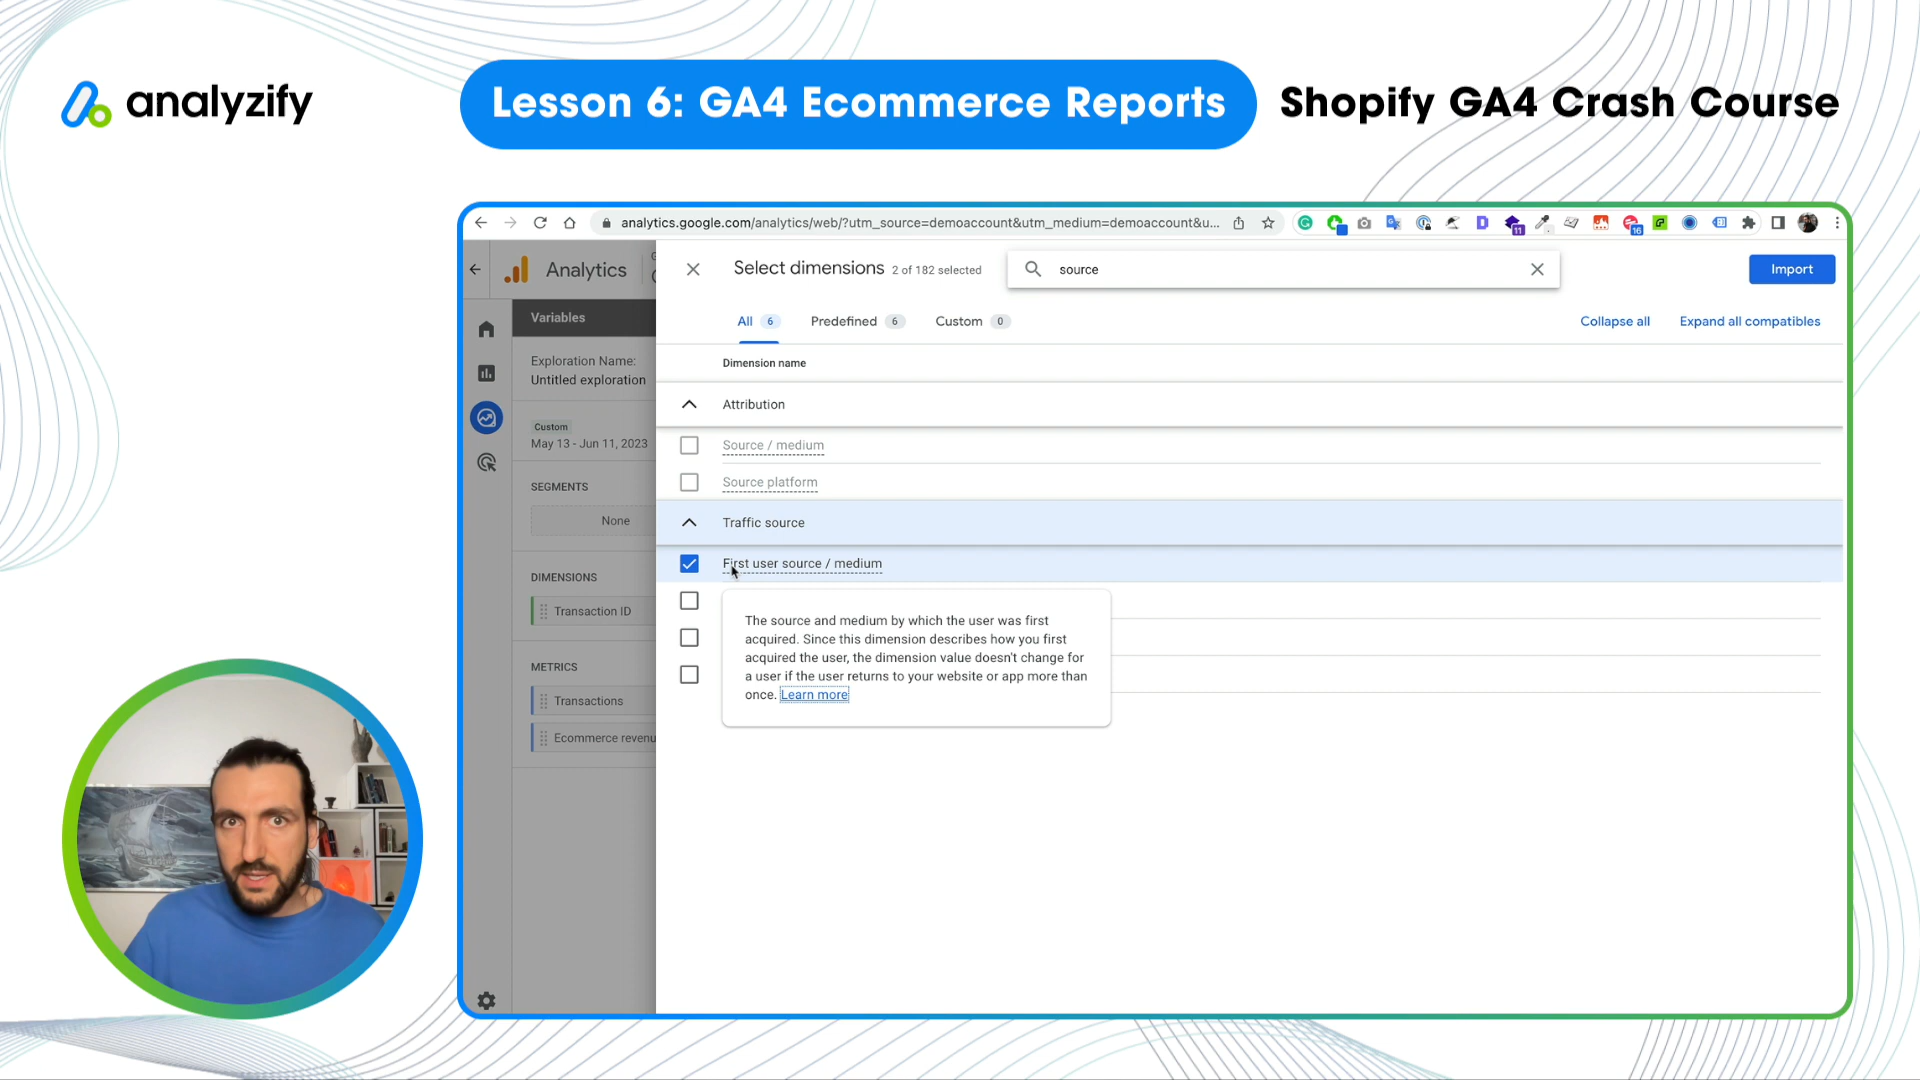 analyzify
Lesson 6: GA4 Ecommerce Reports
Shopify GA4 Crash Course
analytics.google.com/analytics/web/?utm_source=demoaccount&utm_medium=demoaccount&u...
11
16
Analytics
Select dimensions 2 of 182 selected
source
Import
All 6
Predefined 6
Custom 0
Collapse all
Expand all compatibles
Variables
Exploration Name:
Untitled exploration
Custom
May 13 - Jun 11, 2023
SEGMENTS
None
DIMENSIONS
Transaction ID
METRICS
Transactions
Ecommerce revenu
Dimension name
Attribution
Source / medium
Source platform
Traffic source
First user source / medium
The source and medium by which the user was first
acquired. Since this dimension describes how you first
acquired the user, the dimension value doesn't change for
a user if the user returns to your website or app more than
once. Learn more